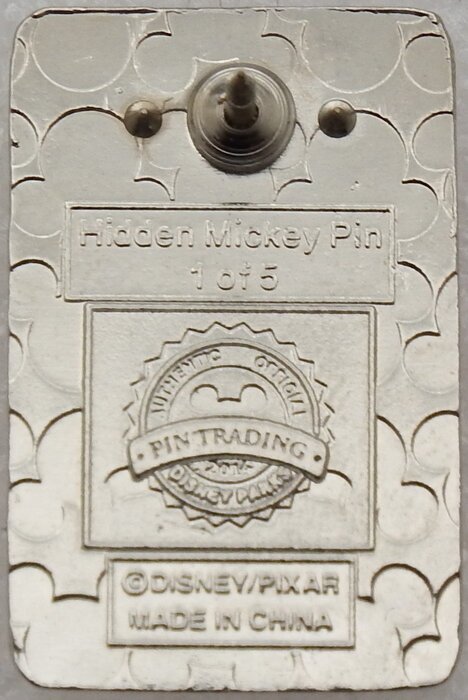 Hidden Mickey Pin
1 of 5
AUTHENTIC OFFICIAL
• PIN TRADING •
DISNEY PARKS
©DISNEY/PIXAR
MADE IN CHINA